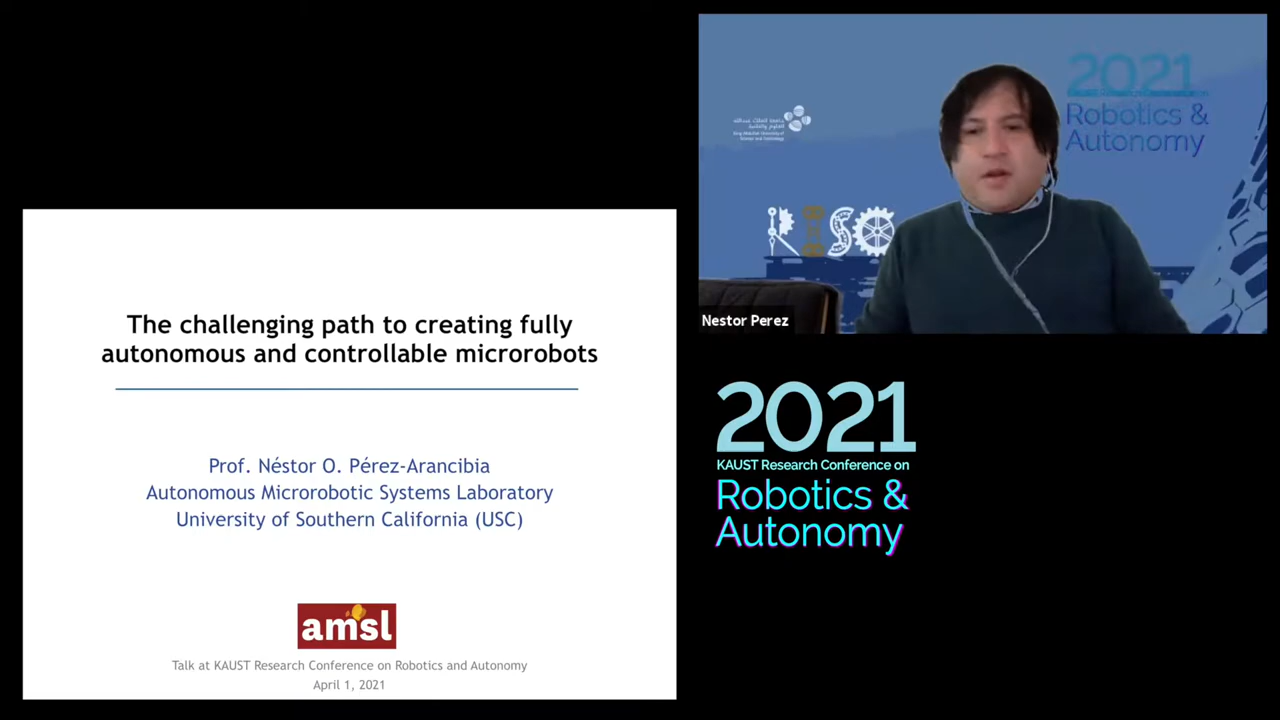 The challenging path to creating fully
autonomous and controllable microrobots
Prof. Néstor O. Pérez-Arancibia
Autonomous Microrobotic Systems Laboratory
University of Southern California (USC)
amsl
Talk at KAUST Research Conference on Robotics and Autonomy
April 1, 2021
2021
Robotics &
Autonomy
RISC
Nestor Perez
2021
KAUST Research Conference on
Robotics &
Autonomy